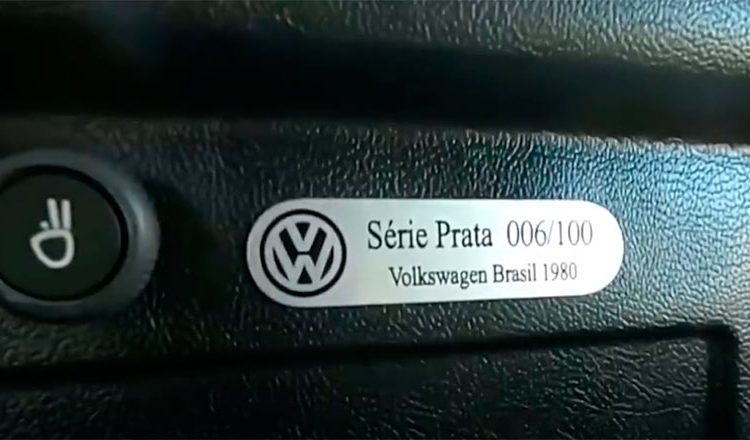 Série Prata 006/100
Volkswagen Brasil 1980